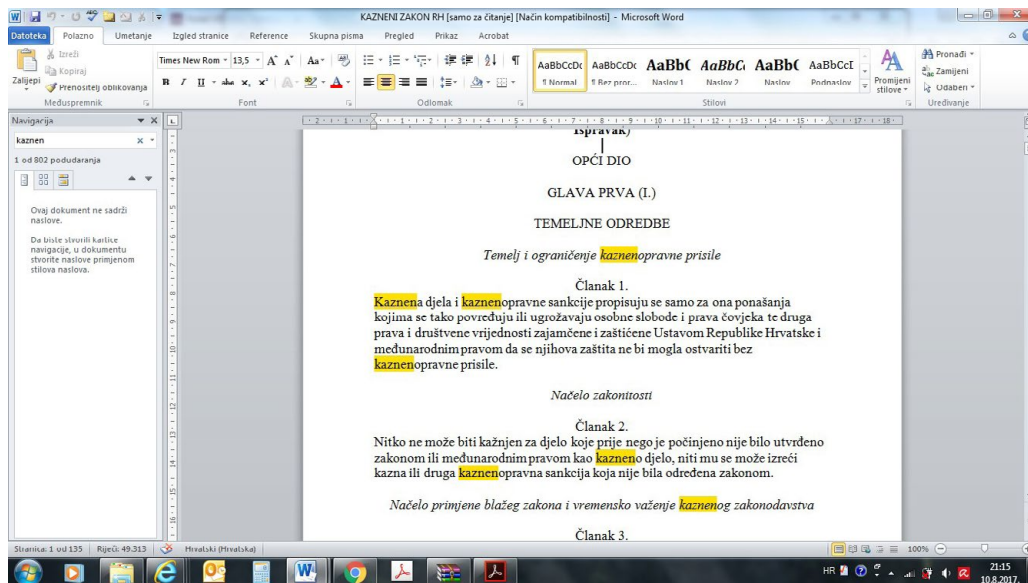 KAZNENI ZAKON RH [samo za čitanje] [Način kompatibilnosti] - Microsoft Word
Datoteka Polazno Umetanje Izgled stranice Reference Skupna pisma Pregled Prikaz Acrobat
Zalijepi
Izreži
Kopiraj
Prenositelj oblikovanja
Međuspremnik
Times New Rom 13,5
Font
Odlomak
AaBbCcDc AaBbCcDc AaBb( AaBbC AaBb( AaBbCcI
¶ Normal ¶ Bez pror... Naslov 1 Naslov 2 Naslov Podnaslov
Promijeni stilove
Stilovi
Pronađi
Zamijeni
Odaberi
Uređivanje
Navigacija
kaznen
1 od 802 podudaranja
Ovaj dokument ne sadrži
naslove.
Da biste stvorili kartice
navigacije, u dokumentu
stvorite naslove primjenom
stilova naslova.
Ispravak)
OPĆI DIO
GLAVA PRVA (I.)
TEMELJNE ODREDBE
Temelj i ograničenje kaznenopravne prisile
Članak 1.
Kaznena djela i kaznenopravne sankcije propisuju se samo za ona ponašanja
kojima se tako povređuju ili ugrožavaju osobne slobode i prava čovjeka te druga
prava i društvene vrijednosti zajamčene i zaštićene Ustavom Republike Hrvatske i
međunarodnim pravom da se njihova zaštita ne bi mogla ostvariti bez
kaznenopravne prisile.
Načelo zakonitosti
Članak 2.
Nitko ne može biti kažnjen za djelo koje prije nego je počinjeno nije bilo utvrđeno
zakonom ili međunarodnim pravom kao kazneno djelo, niti mu se može izreći
kazna ili druga kaznenopravna sankcija koja nije bila određena zakonom.
Načelo primjene blažeg zakona i vremensko važenje kaznenog zakonodavstva
Članak 3.
Stranica: 1 od 135 Riječi: 49.313 Hrvatski (Hrvatska) 100%
HR 21:15
10.8.2017